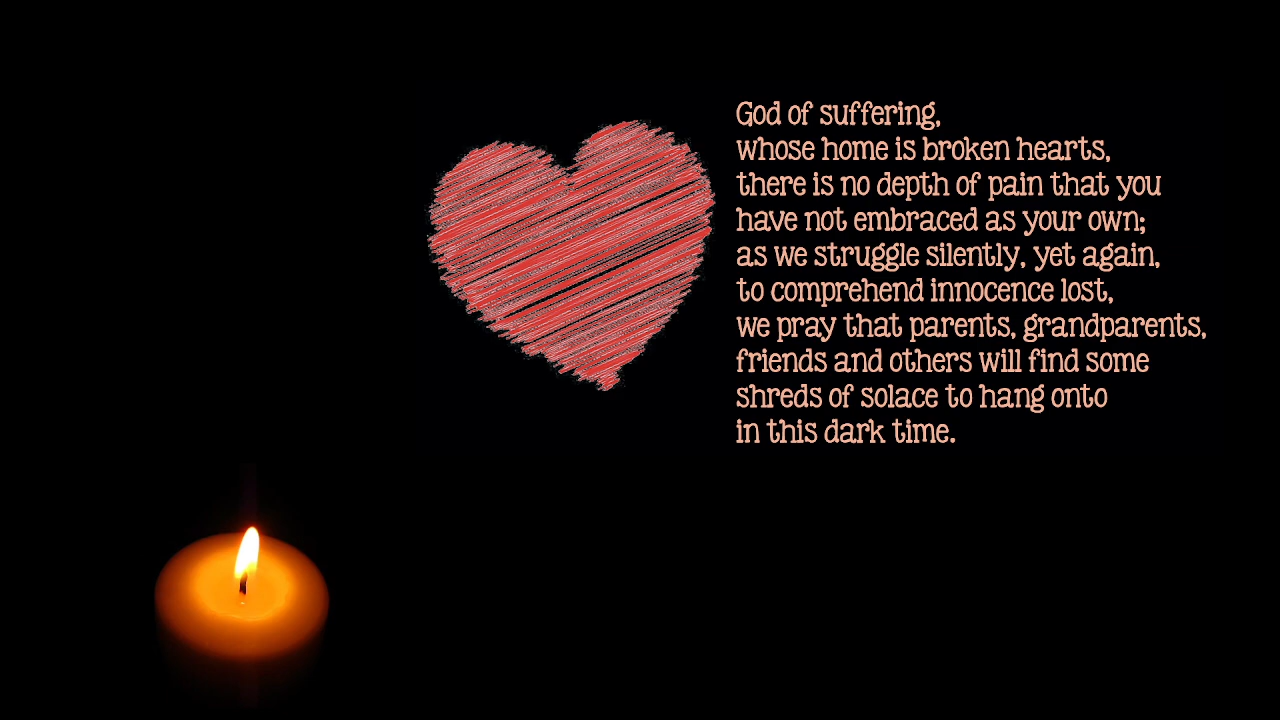 God of suffering,
whose home is broken hearts,
there is no depth of pain that you
have not embraced as your own;
as we struggle silently, yet again,
to comprehend innocence lost,
we pray that parents, grandparents,
friends and others will find some
shreds of solace to hang onto
in this dark time.